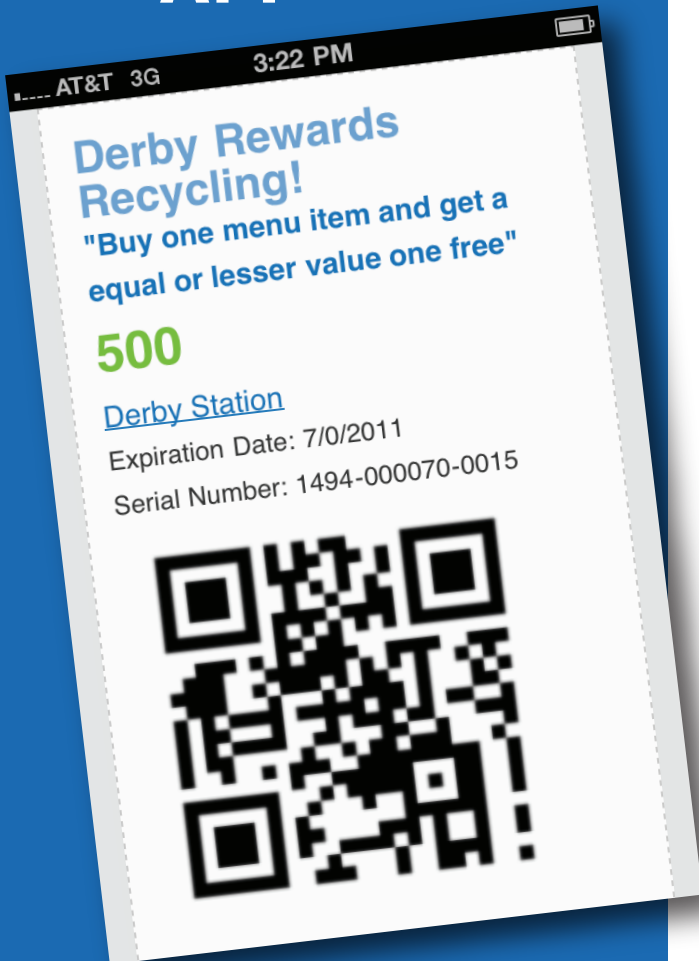 AT&T 3G 3:22 PM
Derby Rewards
Recycling!
"Buy one menu item and get a
equal or lesser value one free"
500
Derby Station
Expiration Date: 7/0/2011
Serial Number: 1494-000070-0015